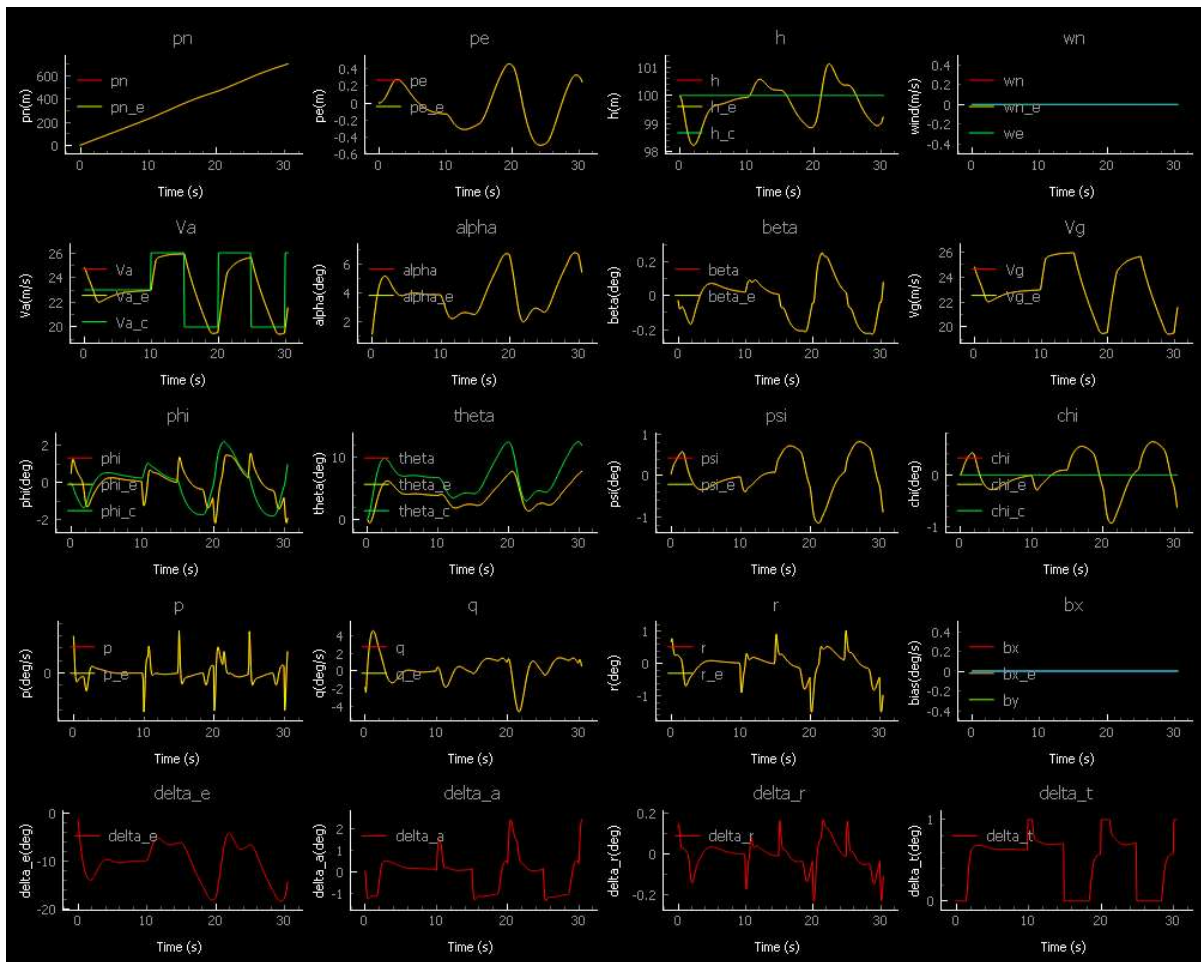 pn
pn(m)
600
400
200
0
pn
pn_e
0 10 20 30
Time (s)
pe
pe(m)
0.4
0.2
0
-0.2
-0.4
-0.6
pe
pe_e
0 10 20 30
Time (s)
h
h(m)
101
100
99
98
h
h_e
h_c
0 10 20 30
Time (s)
wn
wind(m/s)
0.4
0.2
0
-0.2
-0.4
wn
wn_e
we
0 10 20 30
Time (s)
Va
Va(m/s)
26
24
22
20
Va
Va_e
Va_c
0 10 20 30
Time (s)
alpha
alpha(deg)
6
4
2
alpha
alpha_e
0 10 20 30
Time (s)
beta
beta(deg)
0.2
0
-0.2
beta
beta_e
0 10 20 30
Time (s)
Vg
Vg(m/s)
26
24
22
20
Vg
Vg_e
0 10 20 30
Time (s)
phi
phi(deg)
2
0
-2
phi
phi_e
phi_c
0 10 20 30
Time (s)
theta
theta(deg)
10
0
theta
theta_e
theta_c
0 10 20 30
Time (s)
psi
psi(deg)
1
0
-1
psi
psi_e
0 10 20 30
Time (s)
chi
chi(deg)
0
-1
chi
chi_e
chi_c
0 10 20 30
Time (s)
p
p(deg/s)
0
p
p_e
0 10 20 30
Time (s)
q
q(deg/s)
4
2
0
-2
-4
q
q_e
0 10 20 30
Time (s)
r
r(deg)
1
0
-1
r
r_e
0 10 20 30
Time (s)
bx
bias(deg/s)
0.4
0.2
0
-0.2
-0.4
bx
bx_e
by
0 10 20 30
Time (s)
delta_e
delta_e(deg)
0
-10
-20
delta_e
0 10 20 30
Time (s)
delta_a
delta_a(deg)
2
1
0
-1
delta_a
0 10 20 30
Time (s)
delta_r
delta_r(deg)
0.2
0
-0.2
delta_r
0 10 20 30
Time (s)
delta_t
delta_t(deg)
1
0
delta_t
0 10 20 30
Time (s)